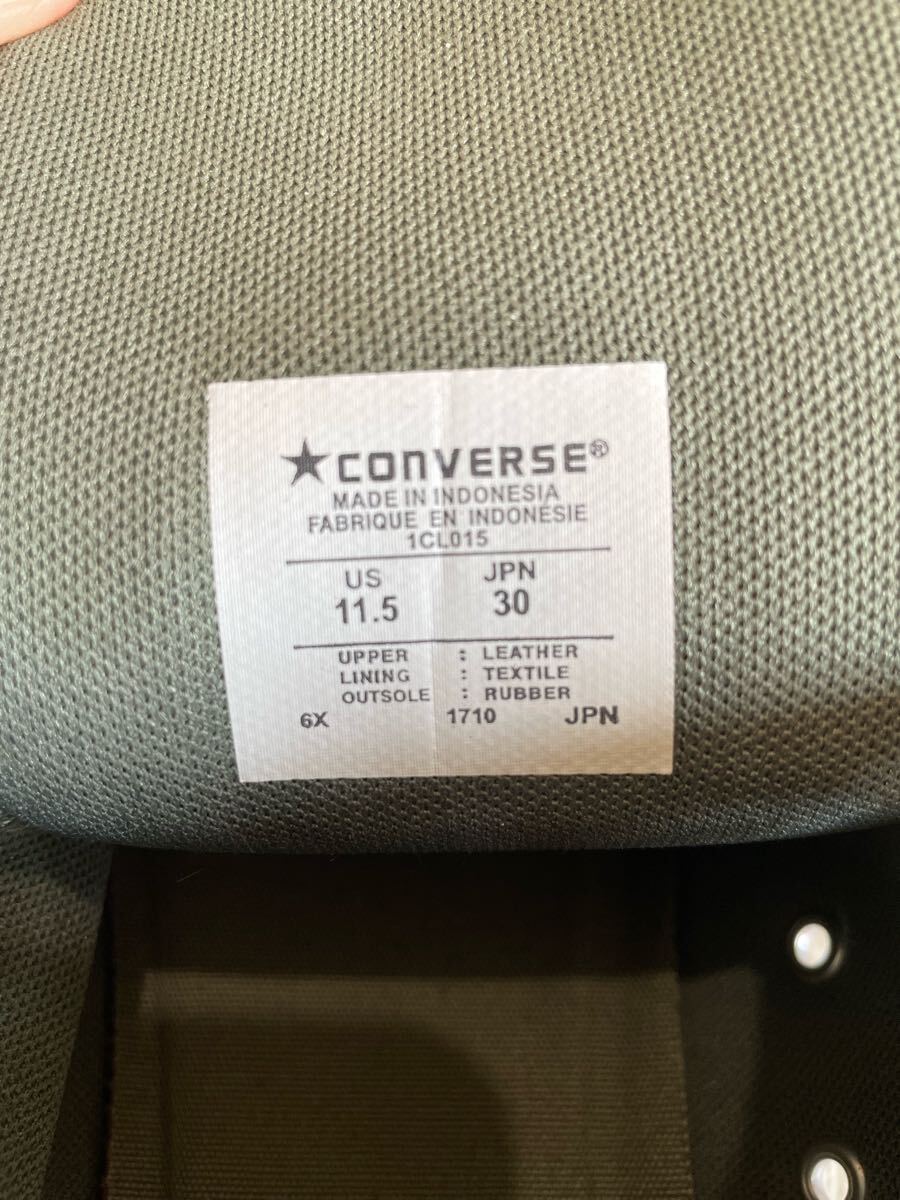 ★CONVERSE®
MADE IN INDONESIA
FABRIQUE EN INDONESIE
1CL015
US JPN
11.5 30
UPPER : LEATHER
LINING : TEXTILE
OUTSOLE : RUBBER
6X 1710 JPN